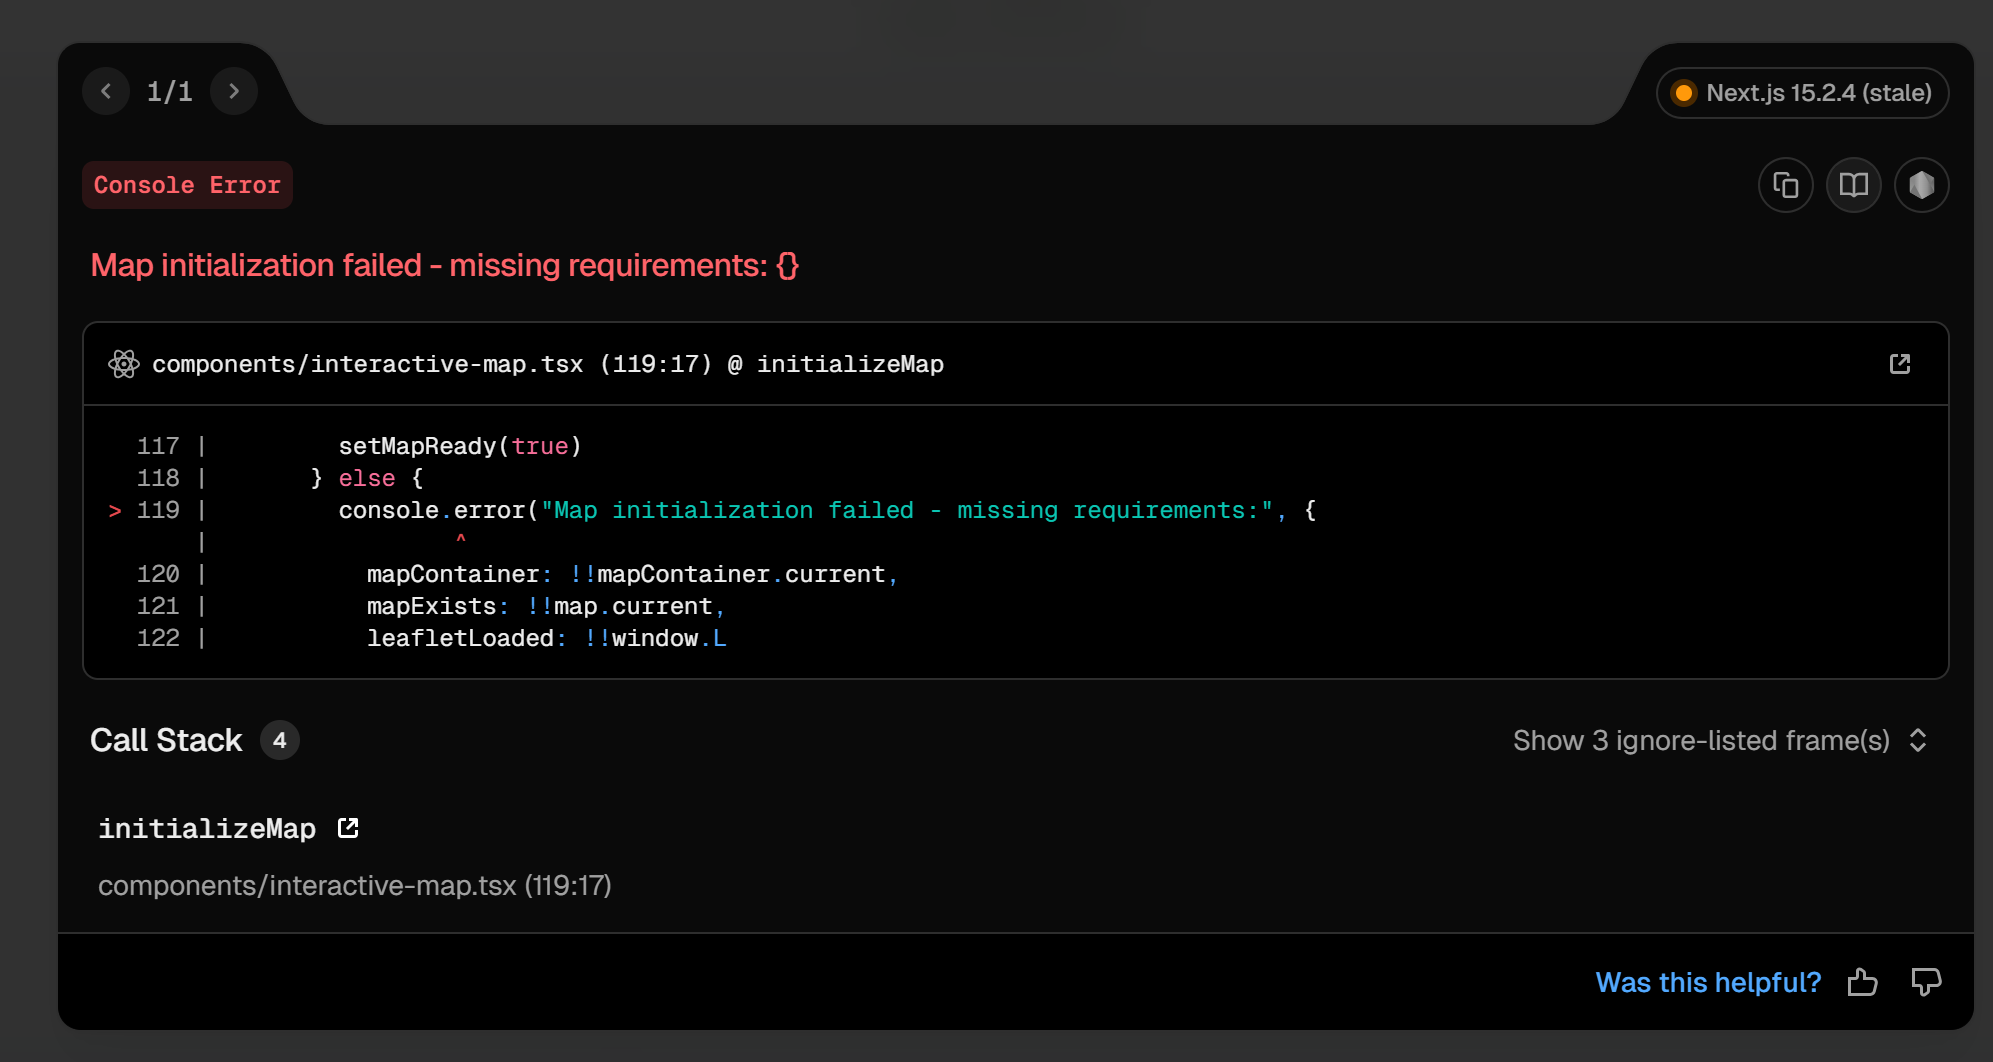 1/1
Next.js 15.2.4 (stale)
Console Error
Map initialization failed - missing requirements: {}
components/interactive-map.tsx (119:17) @ initializeMap
117 |         setMapReady(true)
118 |       } else {
> 119 |         console.error("Map initialization failed - missing requirements:", {
|                 ^
120 |           mapContainer: !!mapContainer.current,
121 |           mapExists: !!map.current,
122 |           leafletLoaded: !!window.L
Call Stack 4
Show 3 ignore-listed frame(s)
initializeMap
components/interactive-map.tsx (119:17)
Was this helpful?